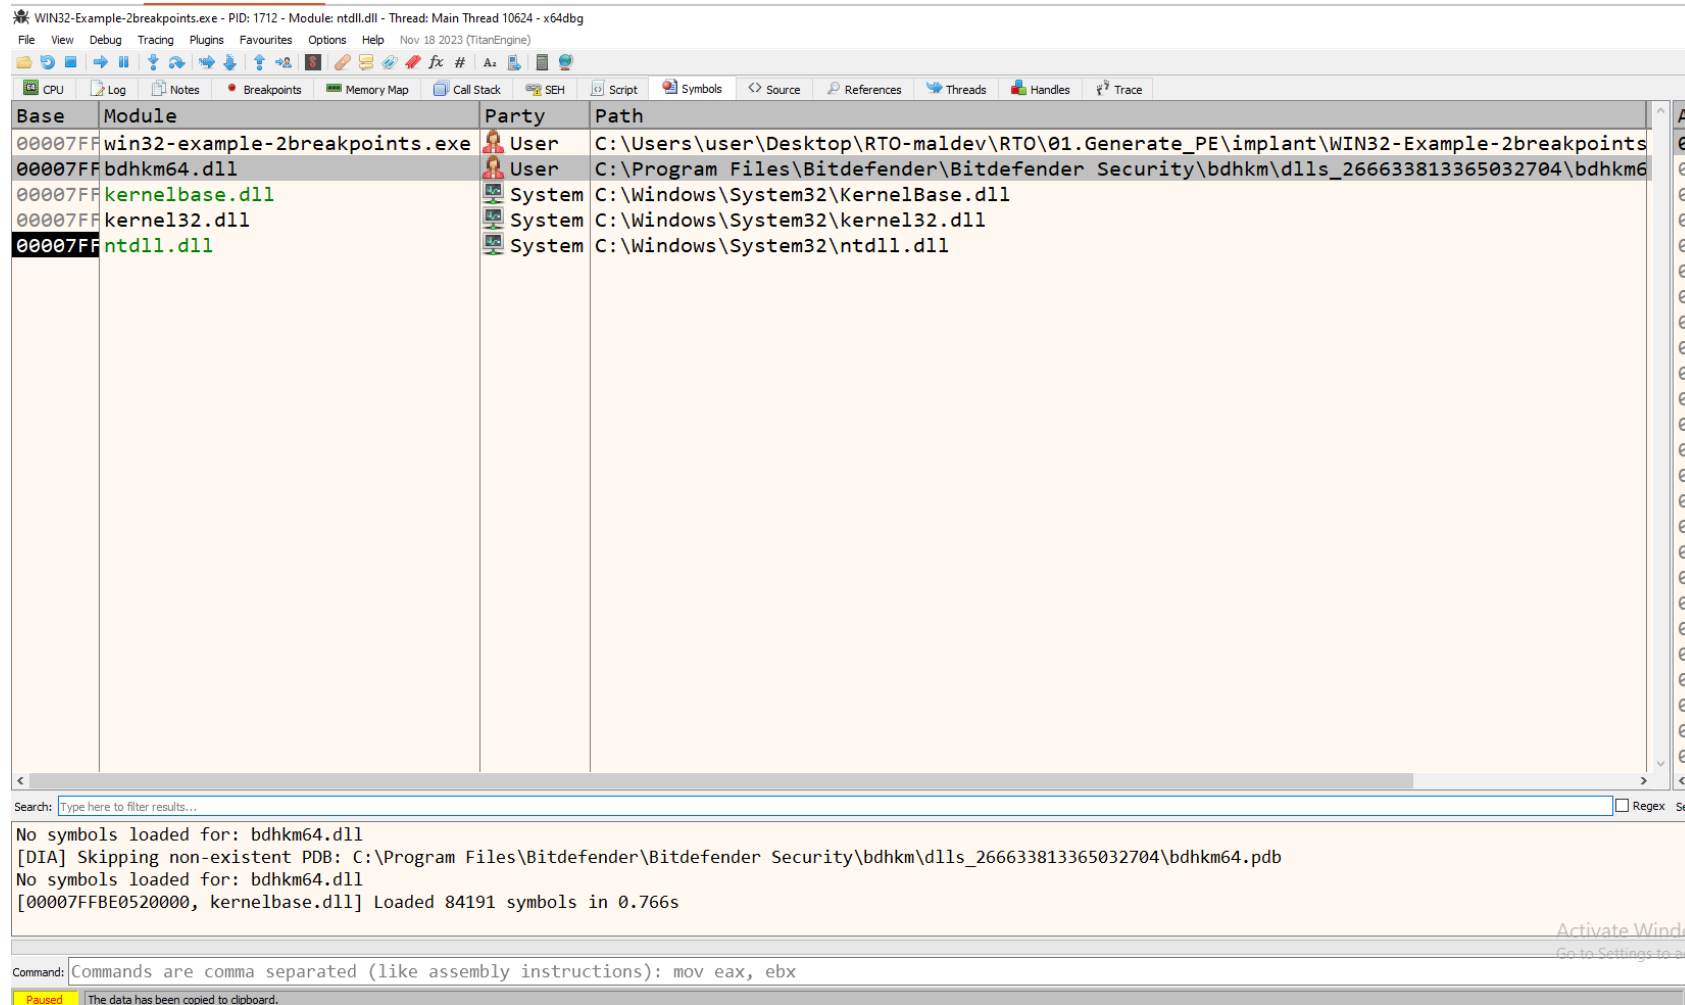 WIN32-Example-2breakpoints.exe - PID: 1712 - Module: ntdll.dll - Thread: Main Thread 10624 - x64dbg
File View Debug Tracing Plugins Favourites Options Help Nov 18 2023 (TitanEngine)
CPU Log Notes Breakpoints Memory Map Call Stack SEH Script Symbols Source References Threads Handles Trace
Base Module Party Path
00007FF win32-example-2breakpoints.exe User C:\Users\user\Desktop\RTO-maldev\RTO\01.Generate_PE\implant\WIN32-Example-2breakpoints
00007FF bdhkm64.dll User C:\Program Files\Bitdefender\Bitdefender Security\bdhkm\dlls_266633813365032704\bdhkm6
00007FF kernelbase.dll System C:\Windows\System32\KernelBase.dll
00007FF kernel32.dll System C:\Windows\System32\kernel32.dll
00007FF ntdll.dll System C:\Windows\System32\ntdll.dll
Search: Type here to filter results... Regex
No symbols loaded for: bdhkm64.dll
[DIA] Skipping non-existent PDB: C:\Program Files\Bitdefender\Bitdefender Security\bdhkm\dlls_266633813365032704\bdhkm64.pdb
No symbols loaded for: bdhkm64.dll
[00007FFBE0520000, kernelbase.dll] Loaded 84191 symbols in 0.766s
Activate Wind
Go to Settings to a
Command: Commands are comma separated (like assembly instructions): mov eax, ebx
Paused The data has been copied to clipboard.